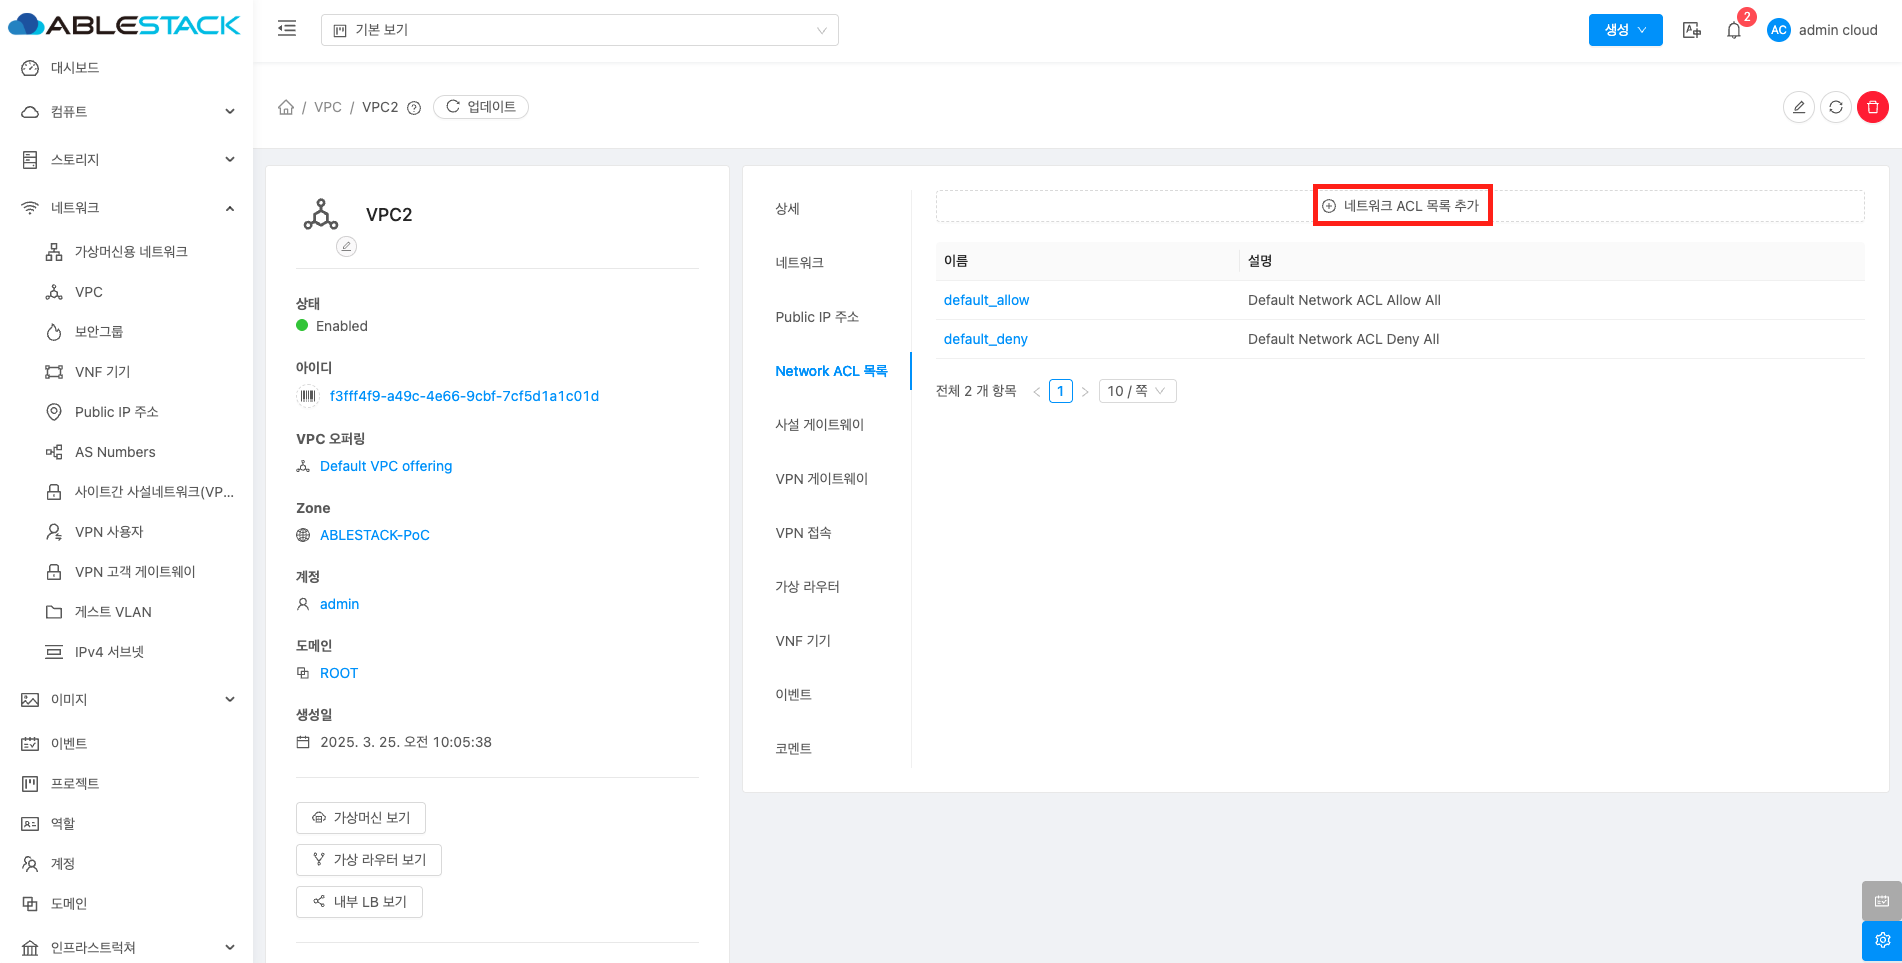 ABLESTACK
기본 보기
생성
2
AC
admin cloud
대시보드
컴퓨트
스토리지
네트워크
가상머신용 네트워크
VPC
보안그룹
VNF 기기
Public IP 주소
AS Numbers
사이트간 사설네트워크(VP...
VPN 사용자
VPN 고객 게이트웨이
게스트 VLAN
IPv4 서브넷
이미지
이벤트
프로젝트
역할
계정
도메인
인프라스트럭쳐
/ VPC / VPC2
업데이트
VPC2
상태
Enabled
아이디
f3fff4f9-a49c-4e66-9cbf-7cf5d1a1c01d
VPC 오퍼링
Default VPC offering
Zone
ABLESTACK-PoC
계정
admin
도메인
ROOT
생성일
2025. 3. 25. 오전 10:05:38
가상머신 보기
가상 라우터 보기
내부 LB 보기
상세
네트워크
Public IP 주소
Network ACL 목록
사설 게이트웨이
VPN 게이트웨이
VPN 접속
가상 라우터
VNF 기기
이벤트
코멘트
네트워크 ACL 목록 추가
이름 설명
default_allow Default Network ACL Allow All
default_deny Default Network ACL Deny All
전체 2 개 항목 < 1 > 10 / 쪽